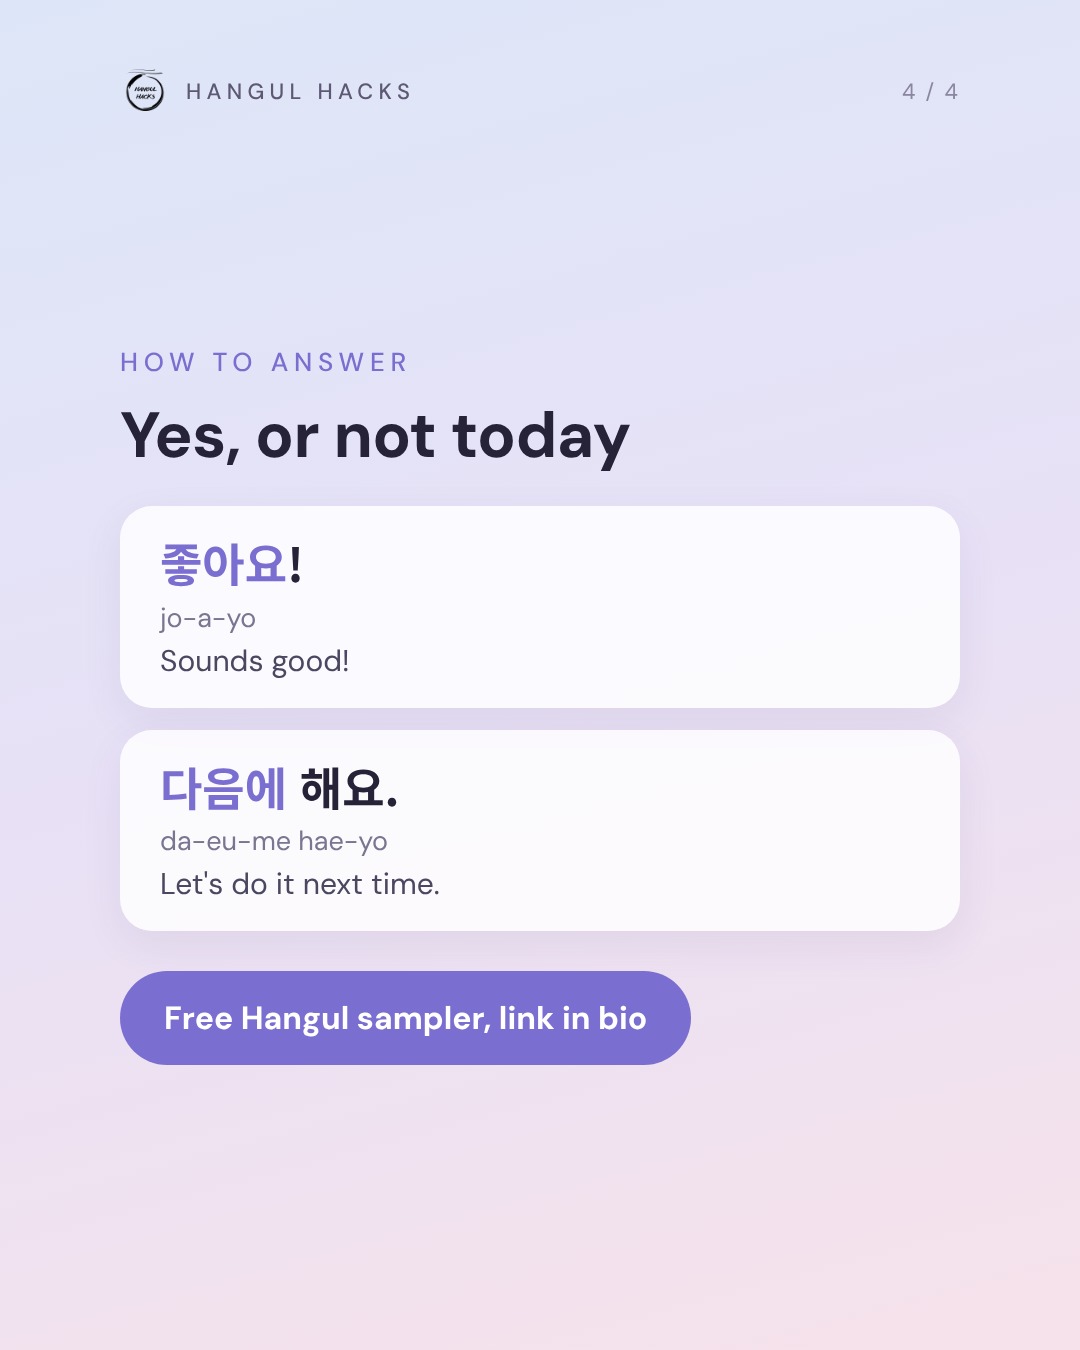 HANGUL HACKS
HANGUL HACKS
4 / 4
HOW TO ANSWER
Yes, or not today
좋아요!
jo-a-yo
Sounds good!
다음에 해요.
da-eu-me hae-yo
Let's do it next time.
Free Hangul sampler, link in bio